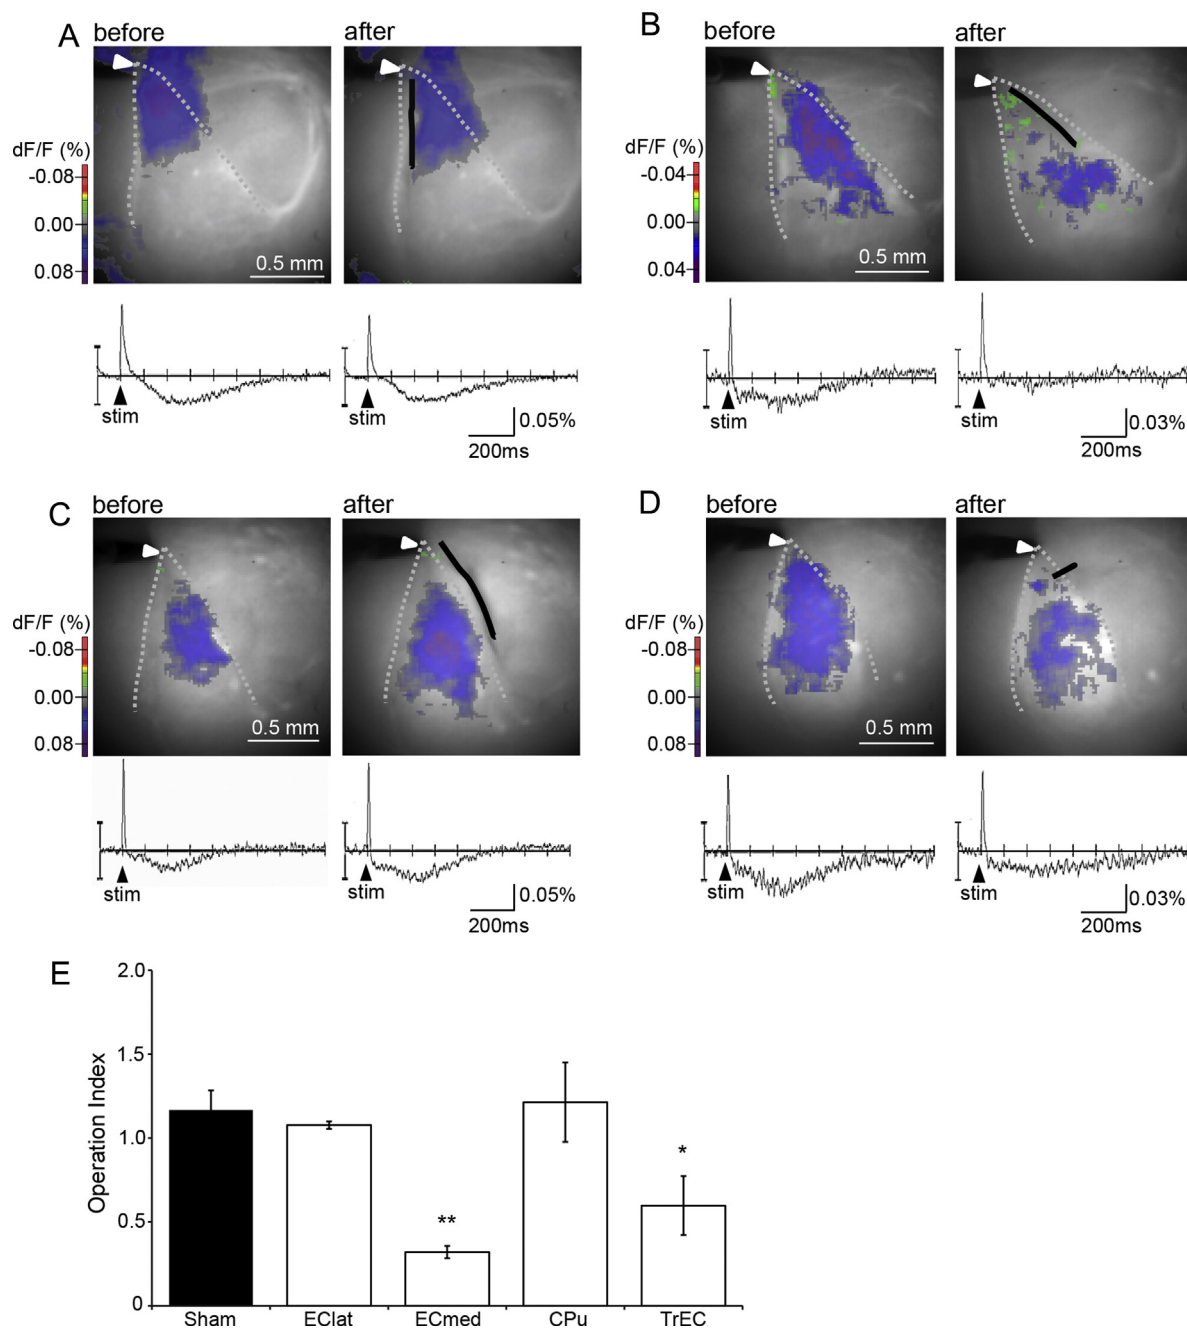 A
before
after
dF/F (%)
-0.08
0.00
0.08
0.5 mm
stim
stim
0.05%
200ms
B
before
after
dF/F (%)
-0.04
0.00
0.04
0.5 mm
stim
stim
0.03%
200ms
C
before
after
dF/F (%)
-0.08
0.00
0.08
0.5 mm
stim
stim
0.05%
200ms
D
before
after
dF/F (%)
-0.08
0.00
0.08
0.5 mm
stim
stim
0.03%
200ms
E
Operation Index
2.0
1.5
1.0
0.5
0
**
*
Sham EClat ECmed CPu TrEC